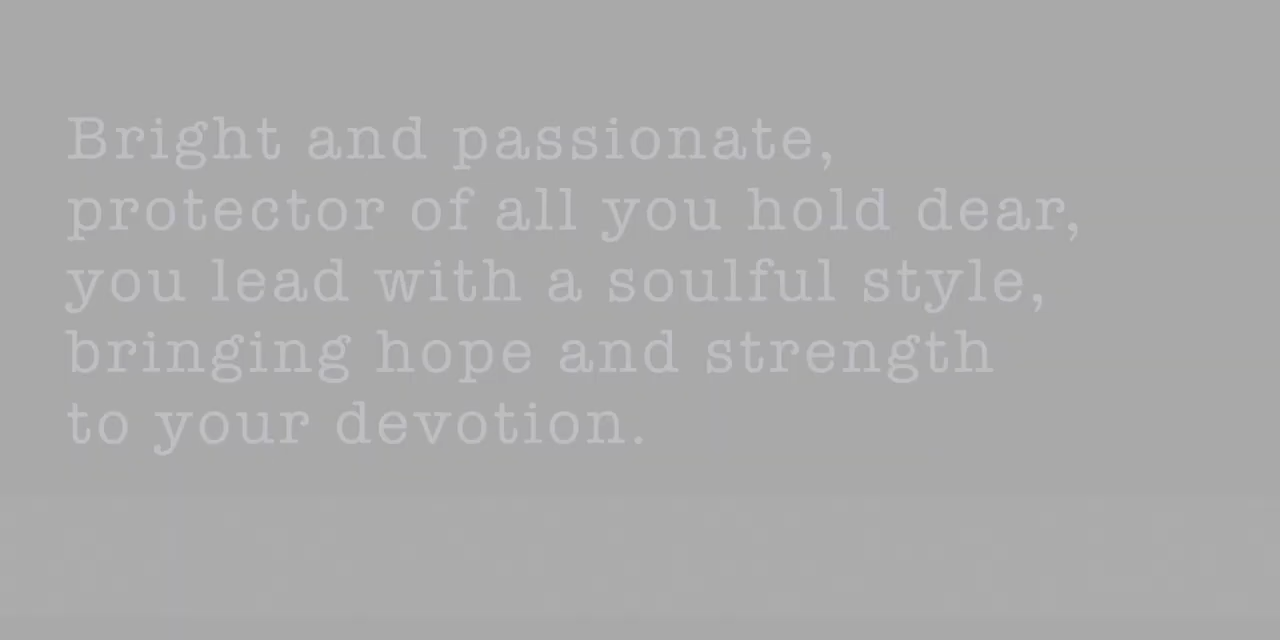 Bright and passionate,
protector of all you hold dear,
you lead with a soulful style,
bringing hope and strength
to your devotion.